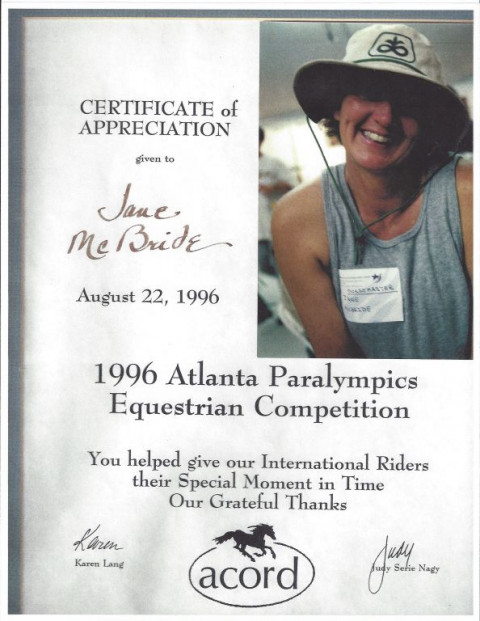 CERTIFICATE of
APPRECIATION
given to
Jane
McBride
August 22, 1996
1996 Atlanta Paralympics
Equestrian Competition
You helped give our International Riders
their Special Moment in Time
Our Grateful Thanks
Karen
Karen Lang
acord
Judy
Judy Serie Nagy